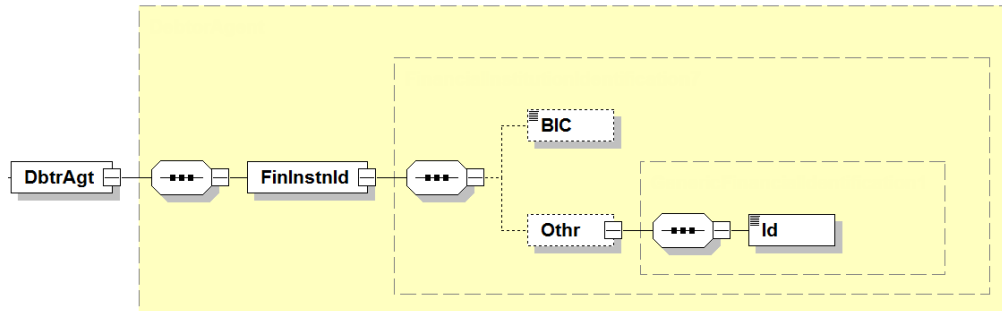 BIC
DbtrAgt
FinInstnId
Othr
Id